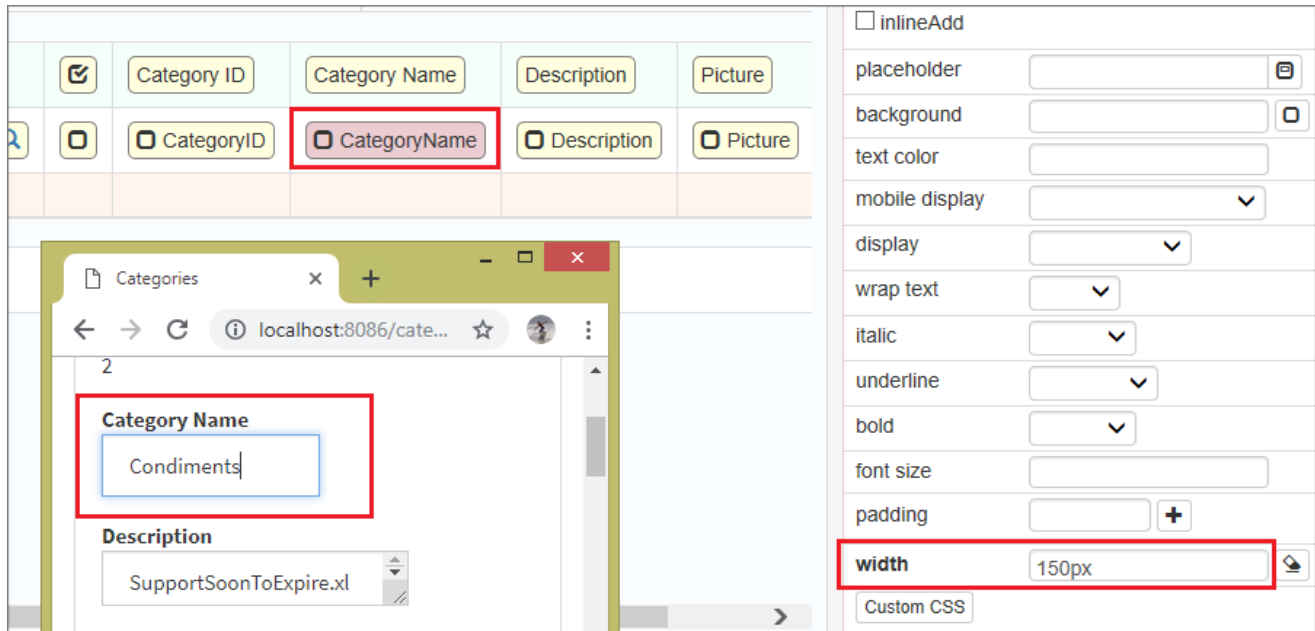 Category ID
Category Name
Description
Picture
CategoryID
CategoryName
Description
Picture
Categories
localhost:8086/cate...
2
Category Name
Condiments
Description
SupportSoonToExpire.xl
inlineAdd
placeholder
background
text color
mobile display
display
wrap text
italic
underline
bold
font size
padding
width 150px
Custom CSS